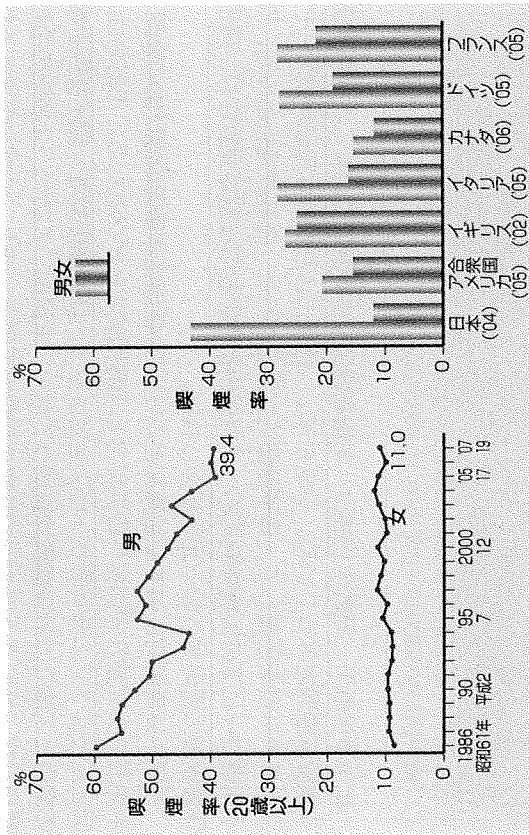 %
70
60
50
40
30
20
10
0
喫煙率(20歳以上)
男
39.4
女
11.0
1986 '90 '95 2000 '05 '07
昭和61年 平成2 7 12 17 19
%
70
60
50
40
30
20
10
0
喫煙率
男女
日本 ('04)
アメリカ合衆国 ('05)
イギリス ('02)
イタリア ('05)
カナダ ('06)
ドイツ ('05)
フランス ('05)